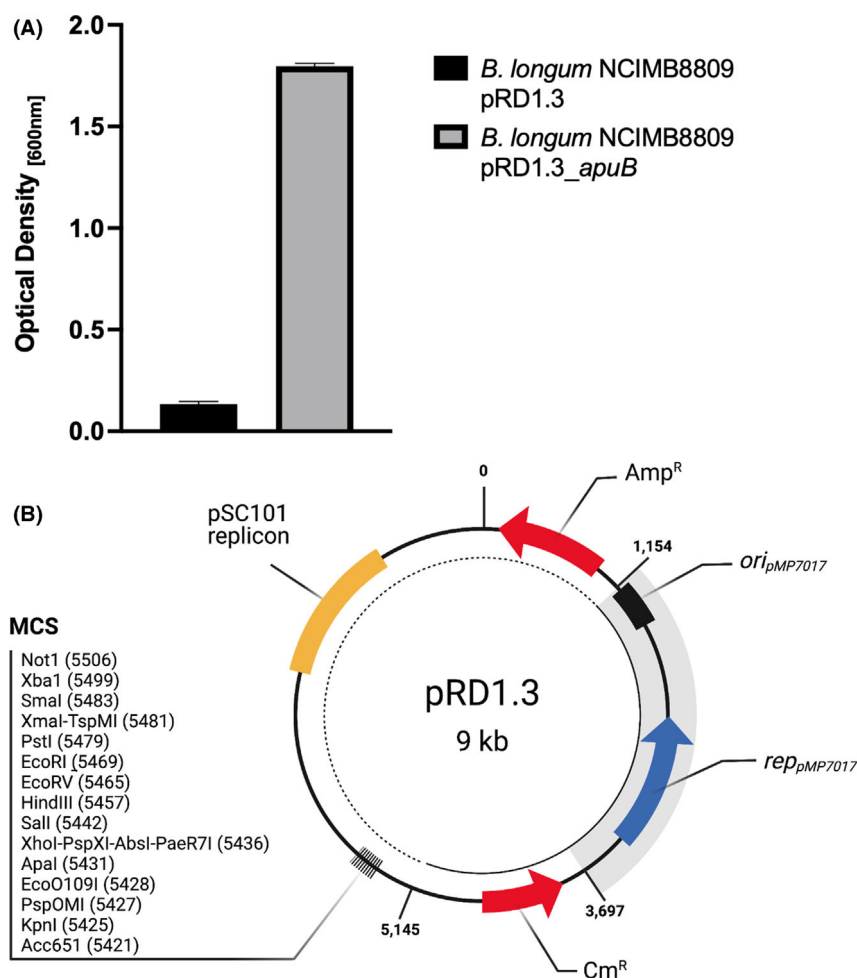 (A)
2.0
1.5
1.0
0.5
0.0
Optical Density [600nm]
B. longum NCIMB8809
pRD1.3
B. longum NCIMB8809
pRD1.3_apuB
(B)
0
AmpR
1,154
oripMP7017
pSC101
replicon
MCS
Not1 (5506)
Xba1 (5499)
SmaI (5483)
XmaI-TspMI (5481)
PstI (5479)
EcoRI (5469)
EcoRV (5465)
HindIII (5457)
SalI (5442)
XhoI-PspXI-AbsI-PaeR7I (5436)
ApaI (5431)
EcoO109I (5428)
PspOMI (5427)
KpnI (5425)
Acc651 (5421)
pRD1.3
9 kb
reppMP7017
3,697
5,145
CmR